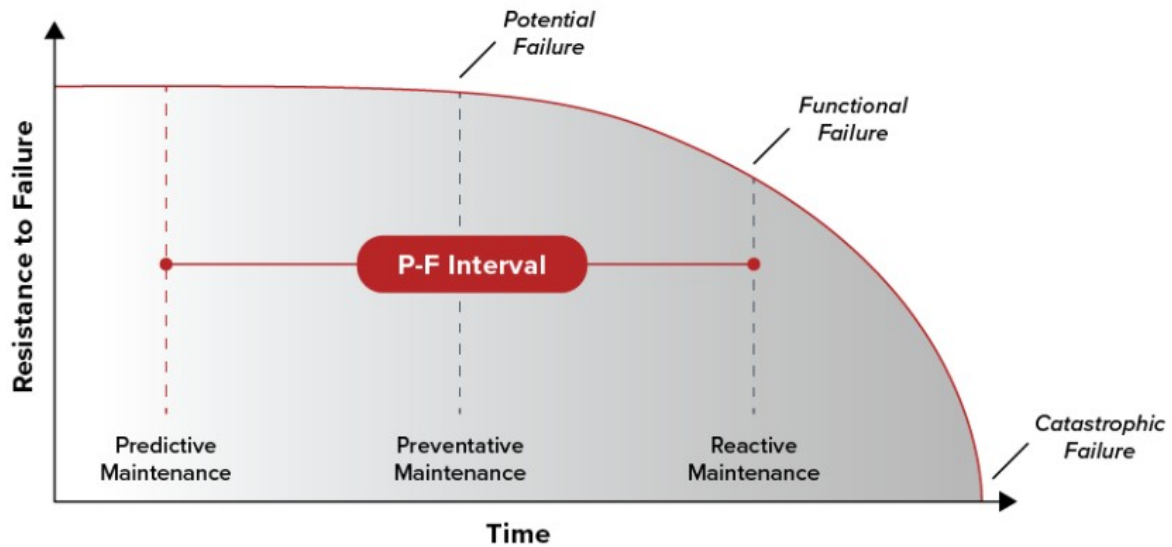 Potential
Failure
Functional
Failure
Resistance to Failure
P-F Interval
Predictive
Maintenance
Preventative
Maintenance
Reactive
Maintenance
Catastrophic
Failure
Time